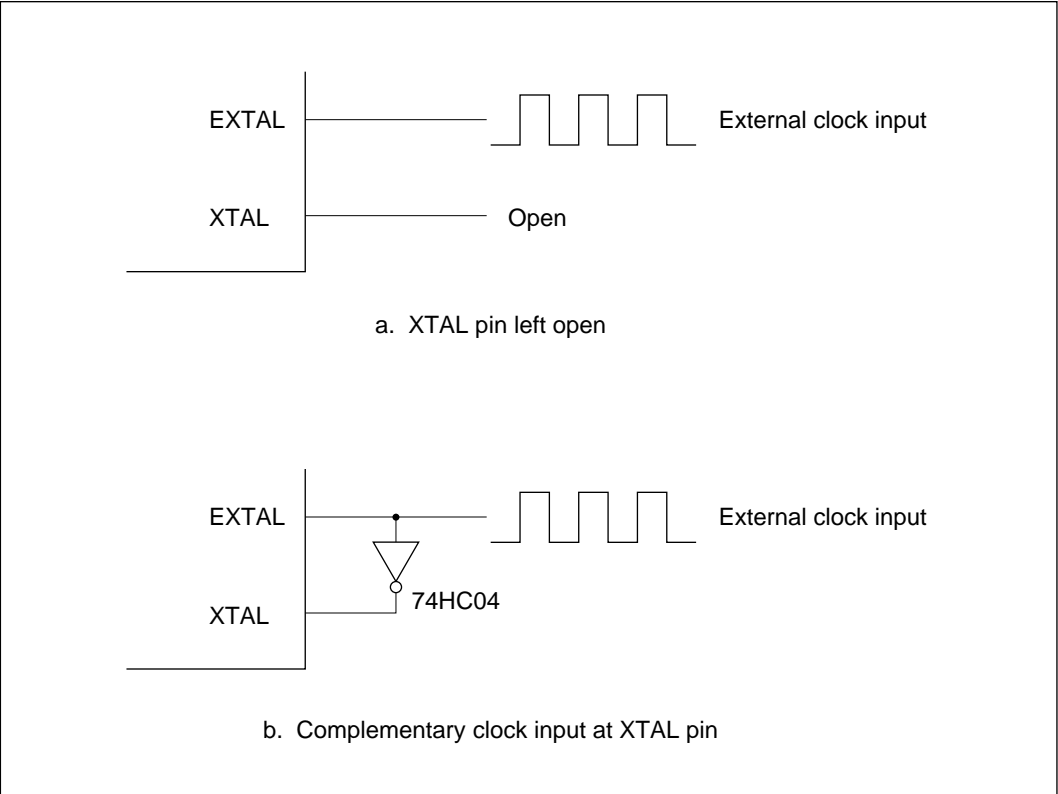 EXTAL
External clock input
XTAL
Open
a. XTAL pin left open
EXTAL
External clock input
74HC04
XTAL
b. Complementary clock input at XTAL pin